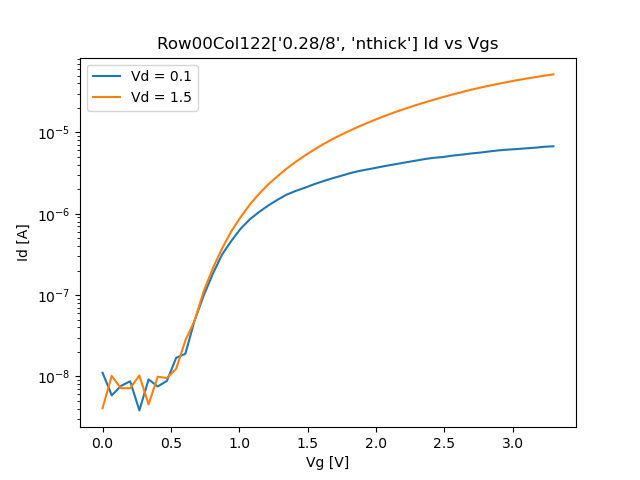 Row00Col122['0.28/8', 'nthick'] Id vs Vgs
Vd = 0.1
Vd = 1.5
Id [A]
10⁻⁵
10⁻⁶
10⁻⁷
10⁻⁸
0.0 0.5 1.0 1.5 2.0 2.5 3.0
Vg [V]